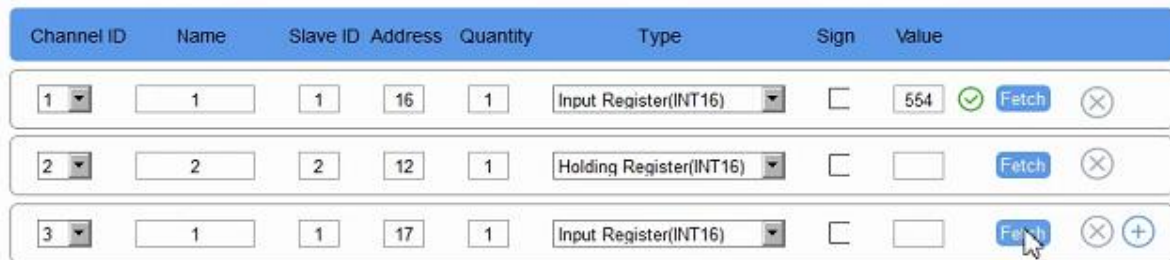 Channel ID Name Slave ID Address Quantity Type Sign Value
1 1 1 16 1 Input Register(INT16) 554 Fetch
2 2 2 12 1 Holding Register(INT16) Fetch
3 1 1 17 1 Input Register(INT16) Fetch